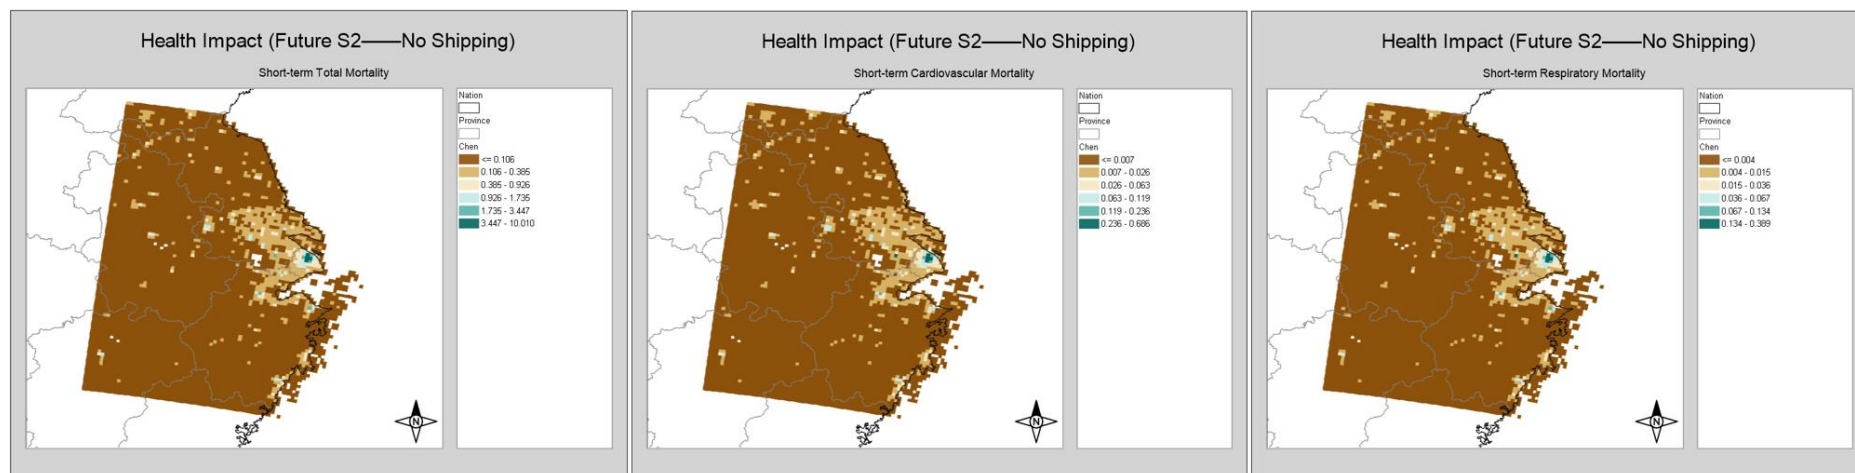 Health Impact (Future S2——No Shipping)
Short-term Total Mortality
Nation
Province
Chen
<= 0.106
0.106 - 0.385
0.385 - 0.926
0.926 - 1.735
1.735 - 3.447
3.447 - 10.010
N
Health Impact (Future S2——No Shipping)
Short-term Cardiovascular Mortality
Nation
Province
Chen
<= 0.007
0.007 - 0.026
0.026 - 0.063
0.063 - 0.119
0.119 - 0.236
0.236 - 0.686
N
Health Impact (Future S2——No Shipping)
Short-term Respiratory Mortality
Nation
Province
Chen
<= 0.004
0.004 - 0.015
0.015 - 0.036
0.036 - 0.067
0.067 - 0.134
0.134 - 0.389
N